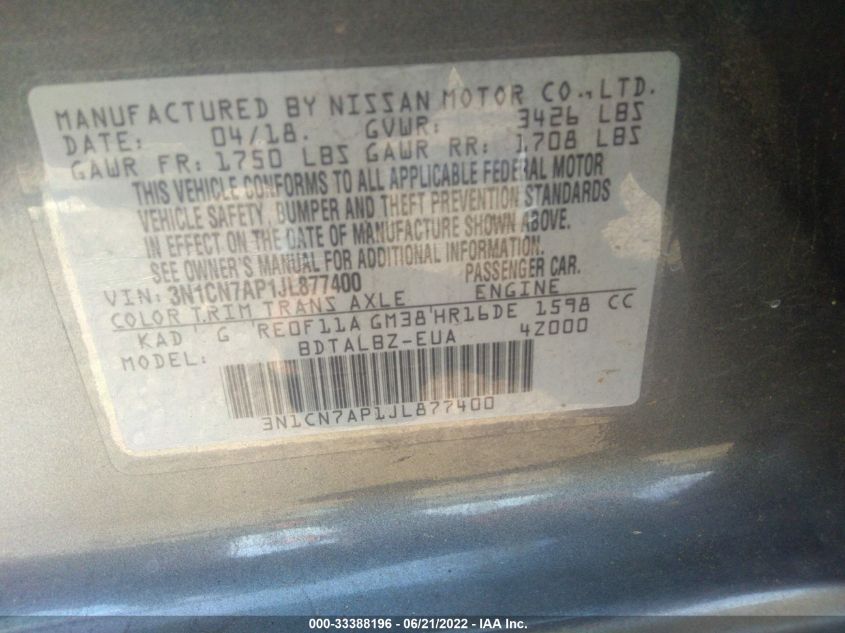 MANUFACTURED BY NISSAN MOTOR CO.,LTD.
DATE: 04/18. GVWR: 3426 LBS
GAWR FR: 1750 LBS GAWR RR: 1708 LBS
THIS VEHICLE CONFORMS TO ALL APPLICABLE FEDERAL MOTOR
VEHICLE SAFETY, BUMPER AND THEFT PREVENTION STANDARDS
IN EFFECT ON THE DATE OF MANUFACTURE SHOWN ABOVE.
SEE OWNER'S MANUAL FOR ADDITIONAL INFORMATION.
VIN: 3N1CN7AP1JL877400 PASSENGER CAR.
COLOR TRIM TRANS AXLE ENGINE
KAD G RE0F11A GM38 HR16DE 1598 CC
MODEL: BDTALBZ-EUA 4Z000
3N1CN7AP1JL877400
000-33388196 - 06/21/2022 - IAA Inc.